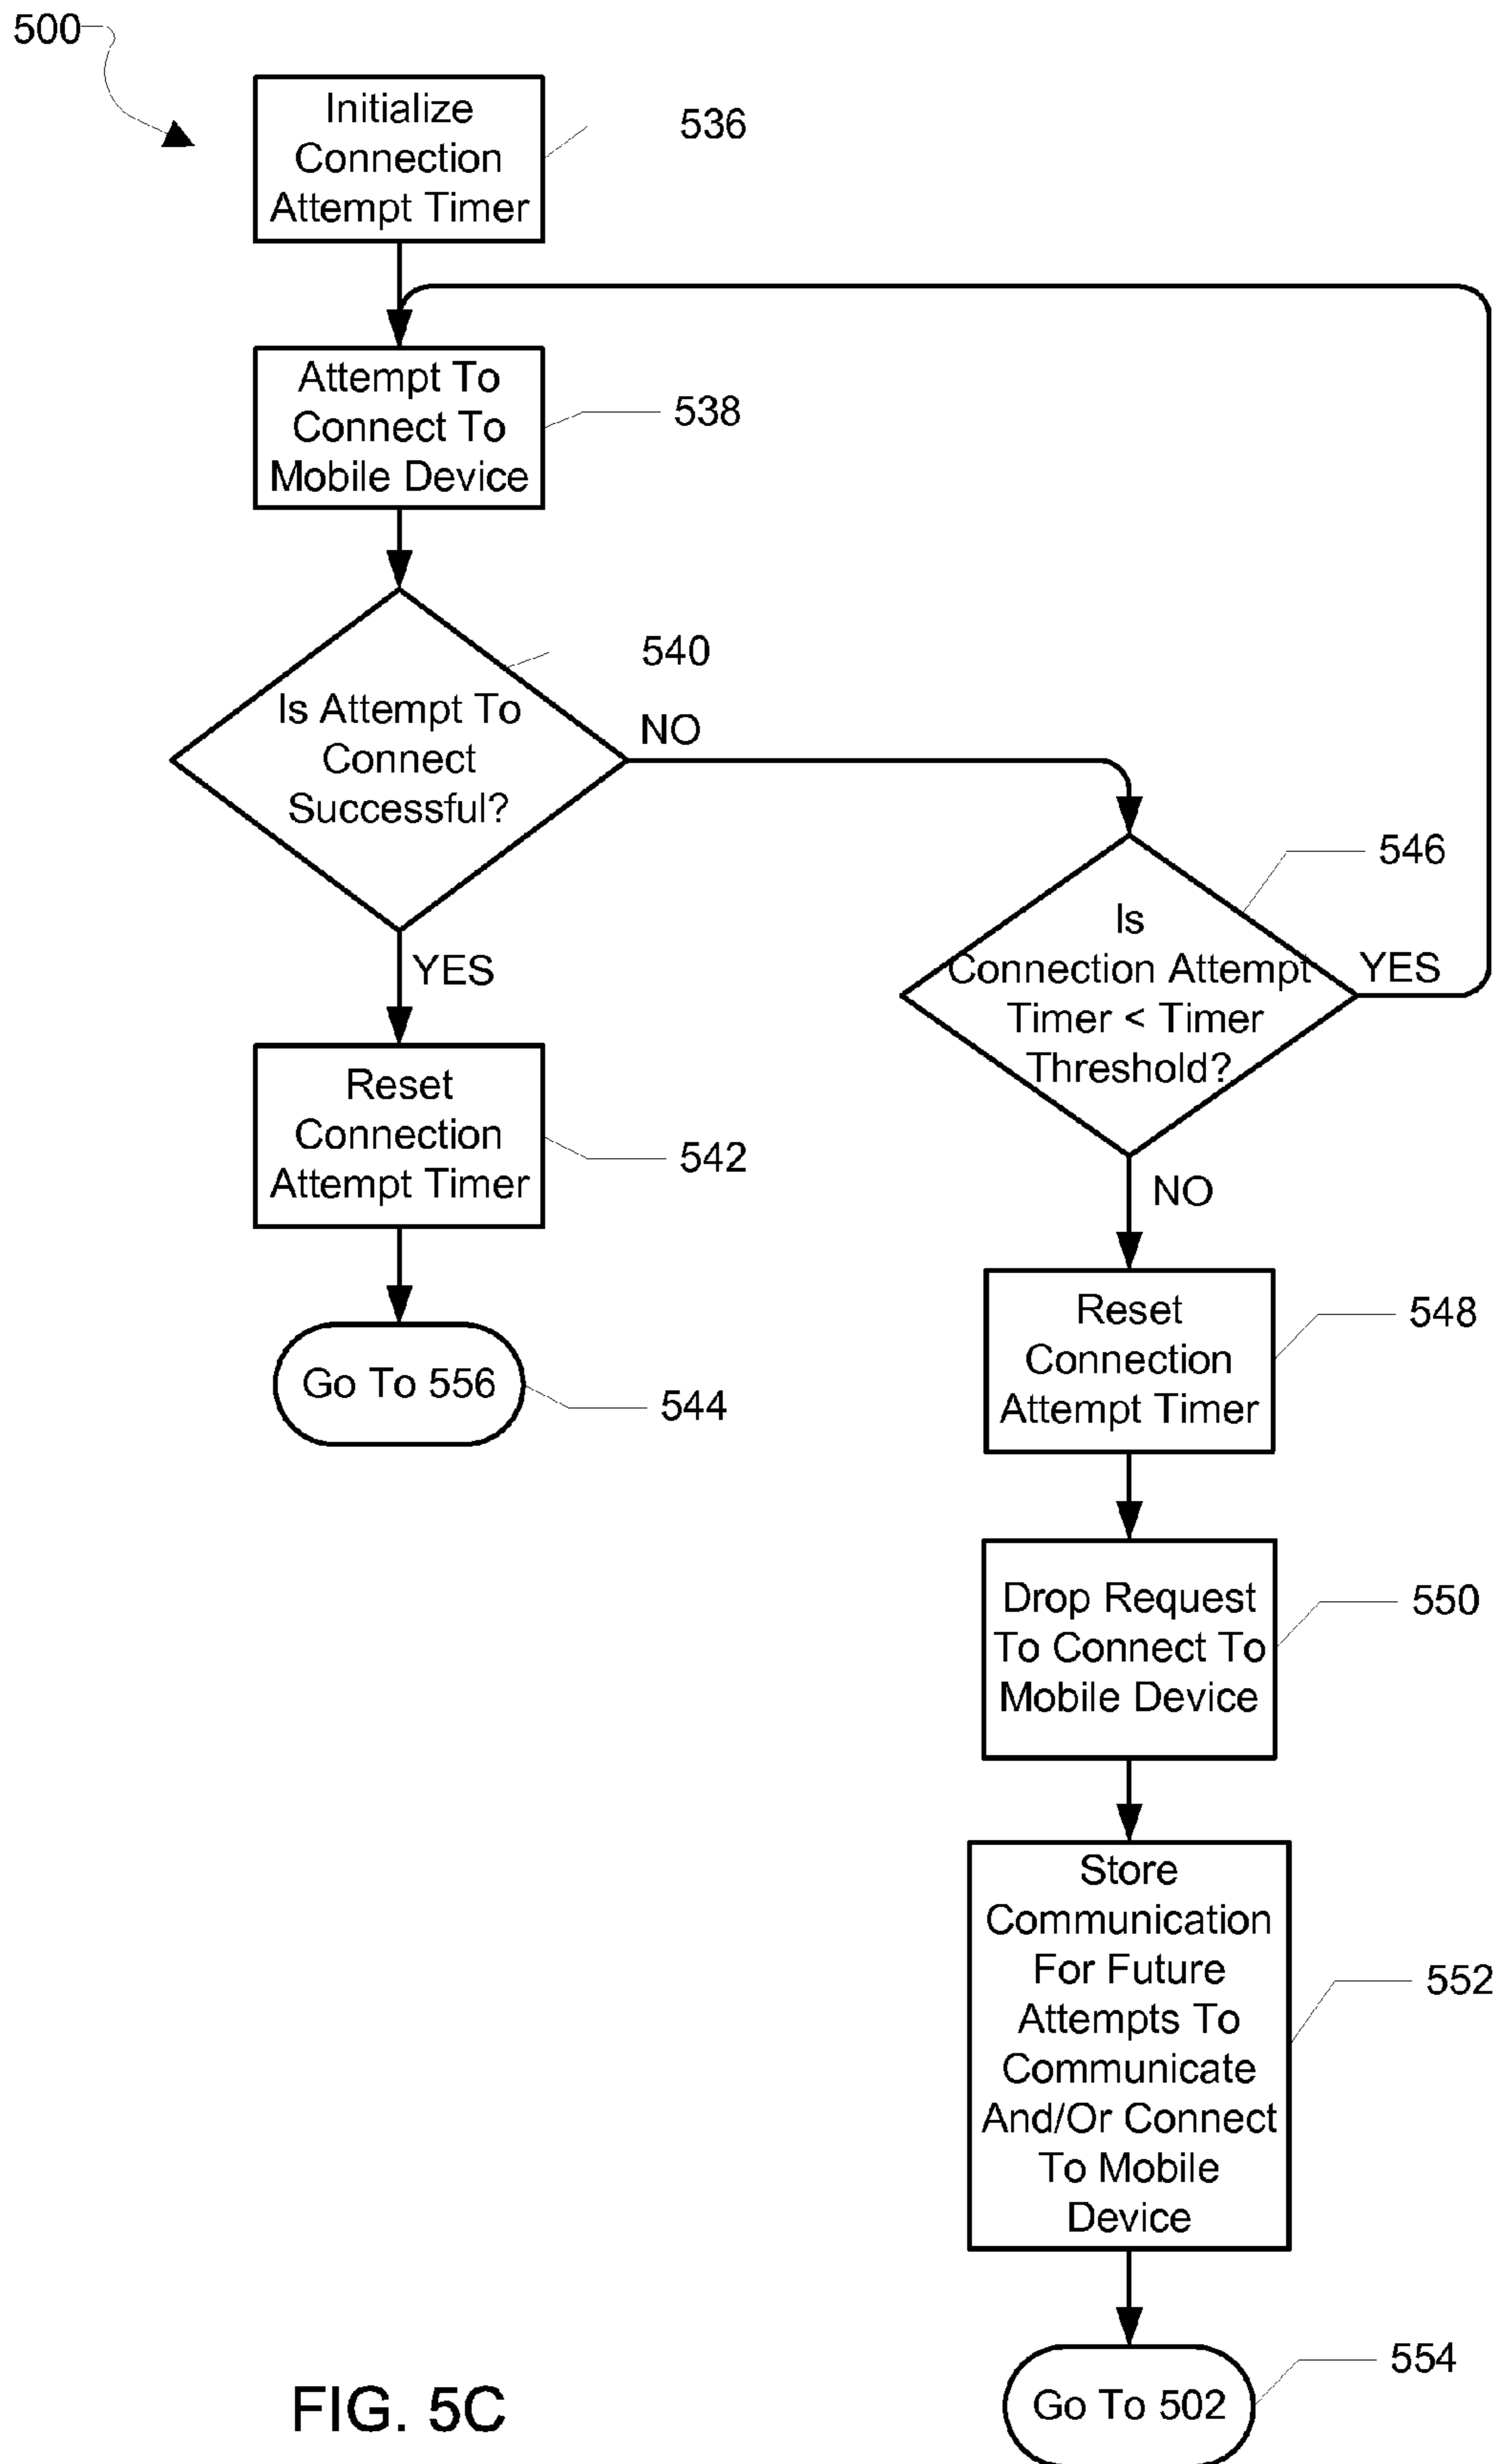 500
Initialize
Connection
Attempt Timer
536
Attempt To
Connect To
Mobile Device
538
Is Attempt To
Connect
Successful?
540
NO
YES
Reset
Connection
Attempt Timer
542
Go To 556
544
Is
Connection Attempt
Timer < Timer
Threshold?
546
YES
NO
Reset
Connection
Attempt Timer
548
Drop Request
To Connect To
Mobile Device
550
Store
Communication
For Future
Attempts To
Communicate
And/Or Connect
To Mobile
Device
552
Go To 502
554
FIG. 5C